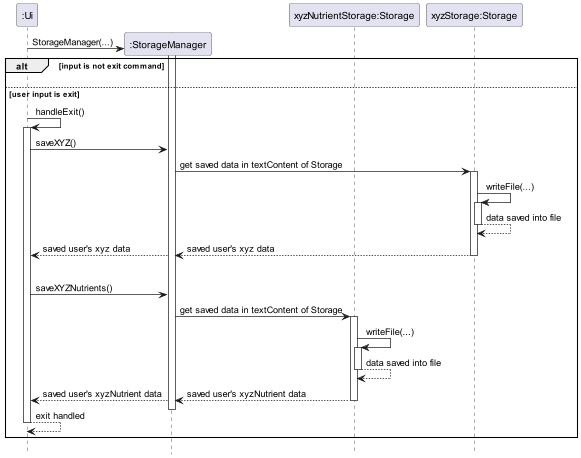 :Ui
xyzNutrientStorage:Storage
xyzStorage:Storage
StorageManager(...)
:StorageManager
alt
[input is not exit command]
[user input is exit]
handleExit()
saveXYZ()
get saved data in textContent of Storage
writeFile(...)
data saved into file
saved user's xyz data
saved user's xyz data
saveXYZNutrients()
get saved data in textContent of Storage
writeFile(...)
data saved into file
saved user's xyzNutrient data
saved user's xyzNutrient data
exit handled